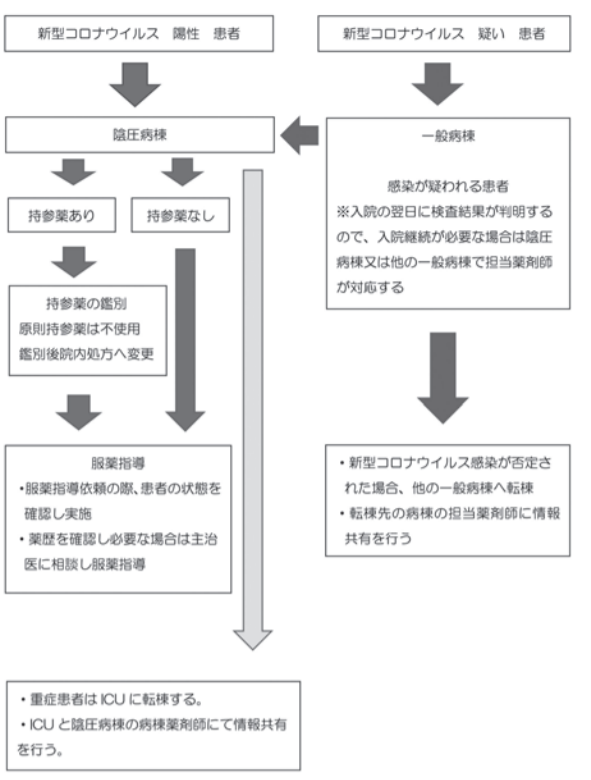 新型コロナウイルス　陽性　患者
新型コロナウイルス　疑い　患者
陰圧病棟
一般病棟
感染が疑われる患者
※入院の翌日に検査結果が判明する
ので、入院継続が必要な場合は陰圧
病棟又は他の一般病棟で担当薬剤師
が対応する
持参薬あり
持参薬なし
持参薬の鑑別
原則持参薬は不使用
鑑別後院内処方へ変更
服薬指導
・服薬指導依頼の際、患者の状態を
確認し実施
・薬歴を確認し必要な場合は主治
医に相談し服薬指導
・新型コロナウイルス感染が否定さ
れた場合、他の一般病棟へ転棟
・転棟先の病棟の担当薬剤師に情報
共有を行う
・重症患者は ICU に転棟する。
・ICU と陰圧病棟の病棟薬剤師にて情報共有
を行う。